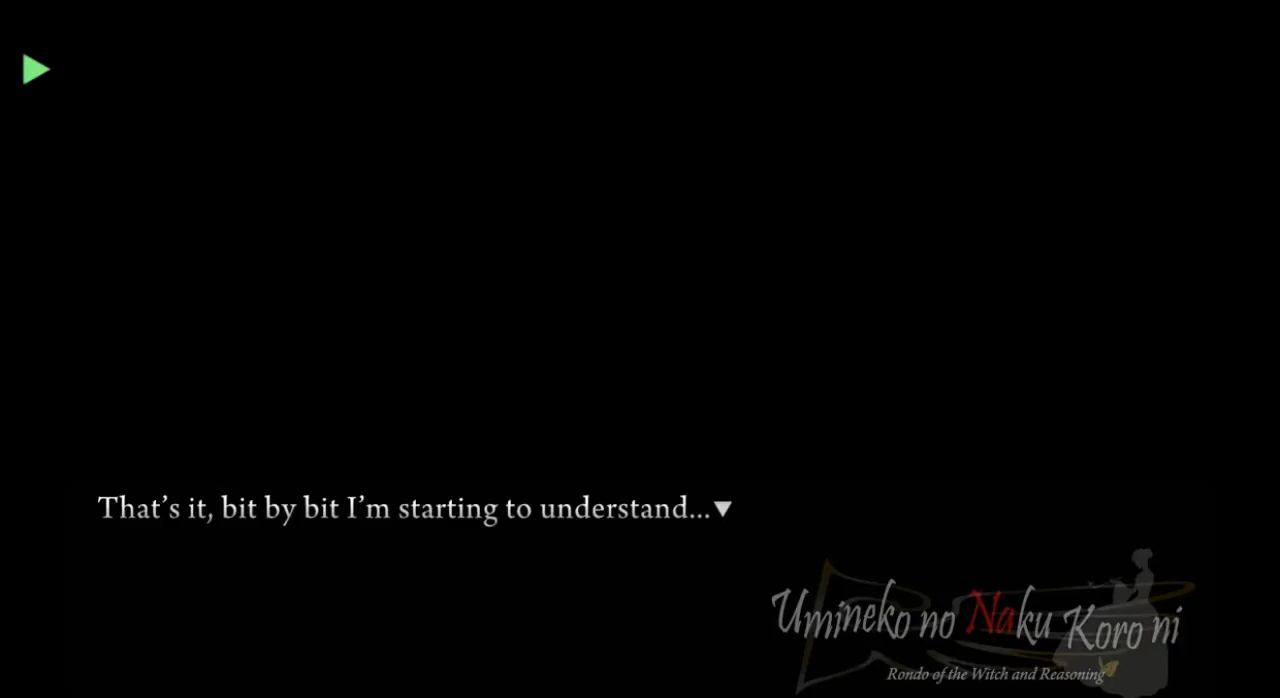 That’s it, bit by bit I’m starting to understand...
Umineko no Naku Koro ni
Rondo of the Witch and Reasoning